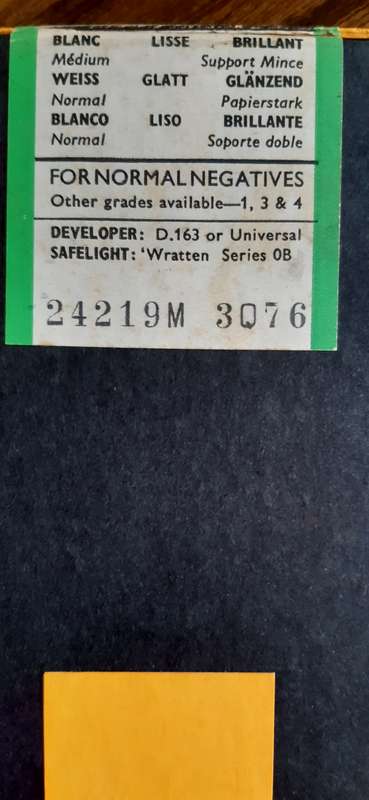 BLANC LISSE BRILLANT
Médium Support Mince
WEISS GLATT GLÄNZEND
Normal Papierstark
BLANCO LISO BRILLANTE
Normal Soporte doble
FOR NORMAL NEGATIVES
Other grades available—1, 3 & 4
DEVELOPER: D.163 or Universal
SAFELIGHT: 'Wratten Series 0B
24219M 3Q76